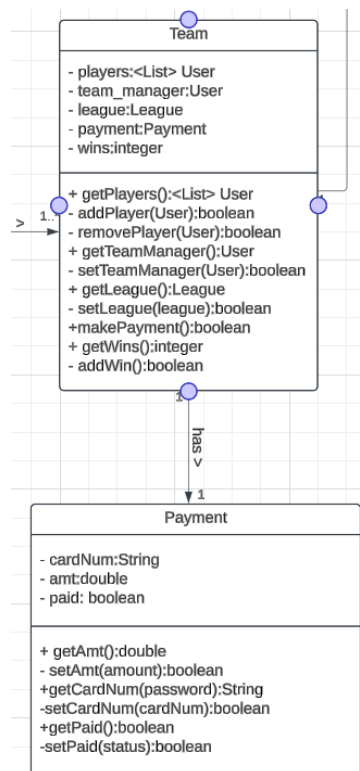 Team
- players:<List> User
- team_manager:User
- league:League
- payment:Payment
- wins:integer
+ getPlayers():<List> User
- addPlayer(User):boolean
- removePlayer(User):boolean
+ getTeamManager():User
- setTeamManager(User):boolean
+ getLeague():League
- setLeague(league):boolean
+makePayment():boolean
+ getWins():integer
- addWin():boolean
>
1..
1
has >
1
Payment
- cardNum:String
- amt:double
- paid: boolean
+ getAmt():double
- setAmt(amount):boolean
+getCardNum(password):String
-setCardNum(cardNum):boolean
+getPaid():boolean
-setPaid(status):boolean